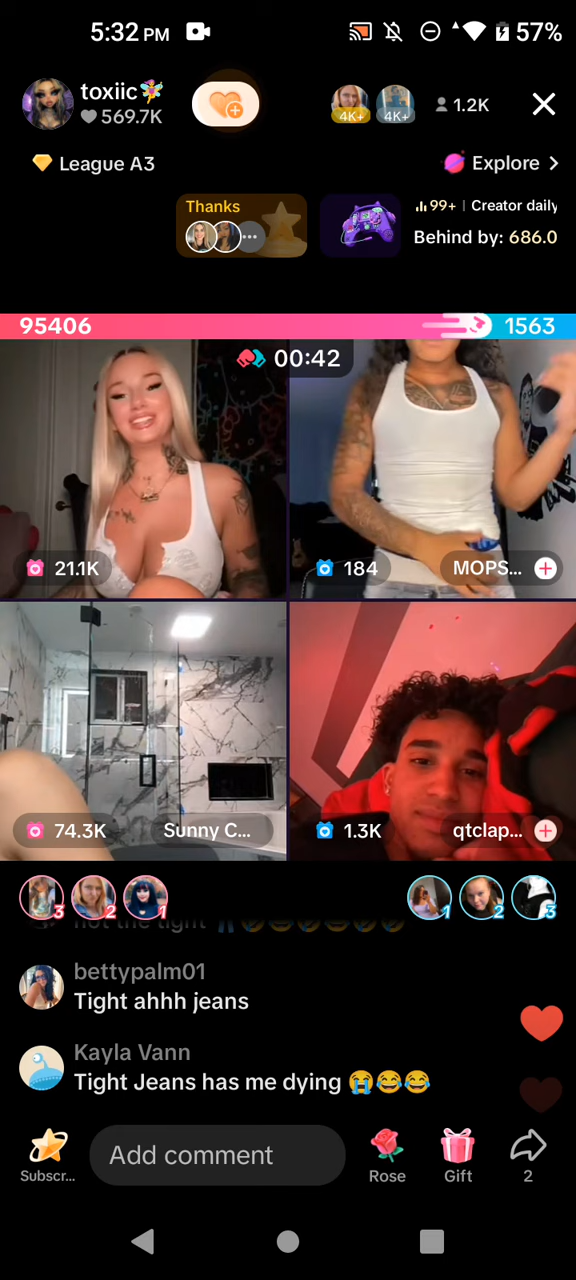 5:32 PM
57%
toxiic🧚
569.7K
4K+
4K+
1.2K
League A3
Explore
Thanks
99+ | Creator daily
Behind by: 686.0
95406
1563
00:42
21.1K
184
MOPS...
74.3K
Sunny C...
1.3K
qtclap...
3
2
1
1
2
3
not the tight
bettypalm01
Tight ahhh jeans
Kayla Vann
Tight Jeans has me dying 😭😂😂
Add comment
Subscr...
Rose
Gift
2